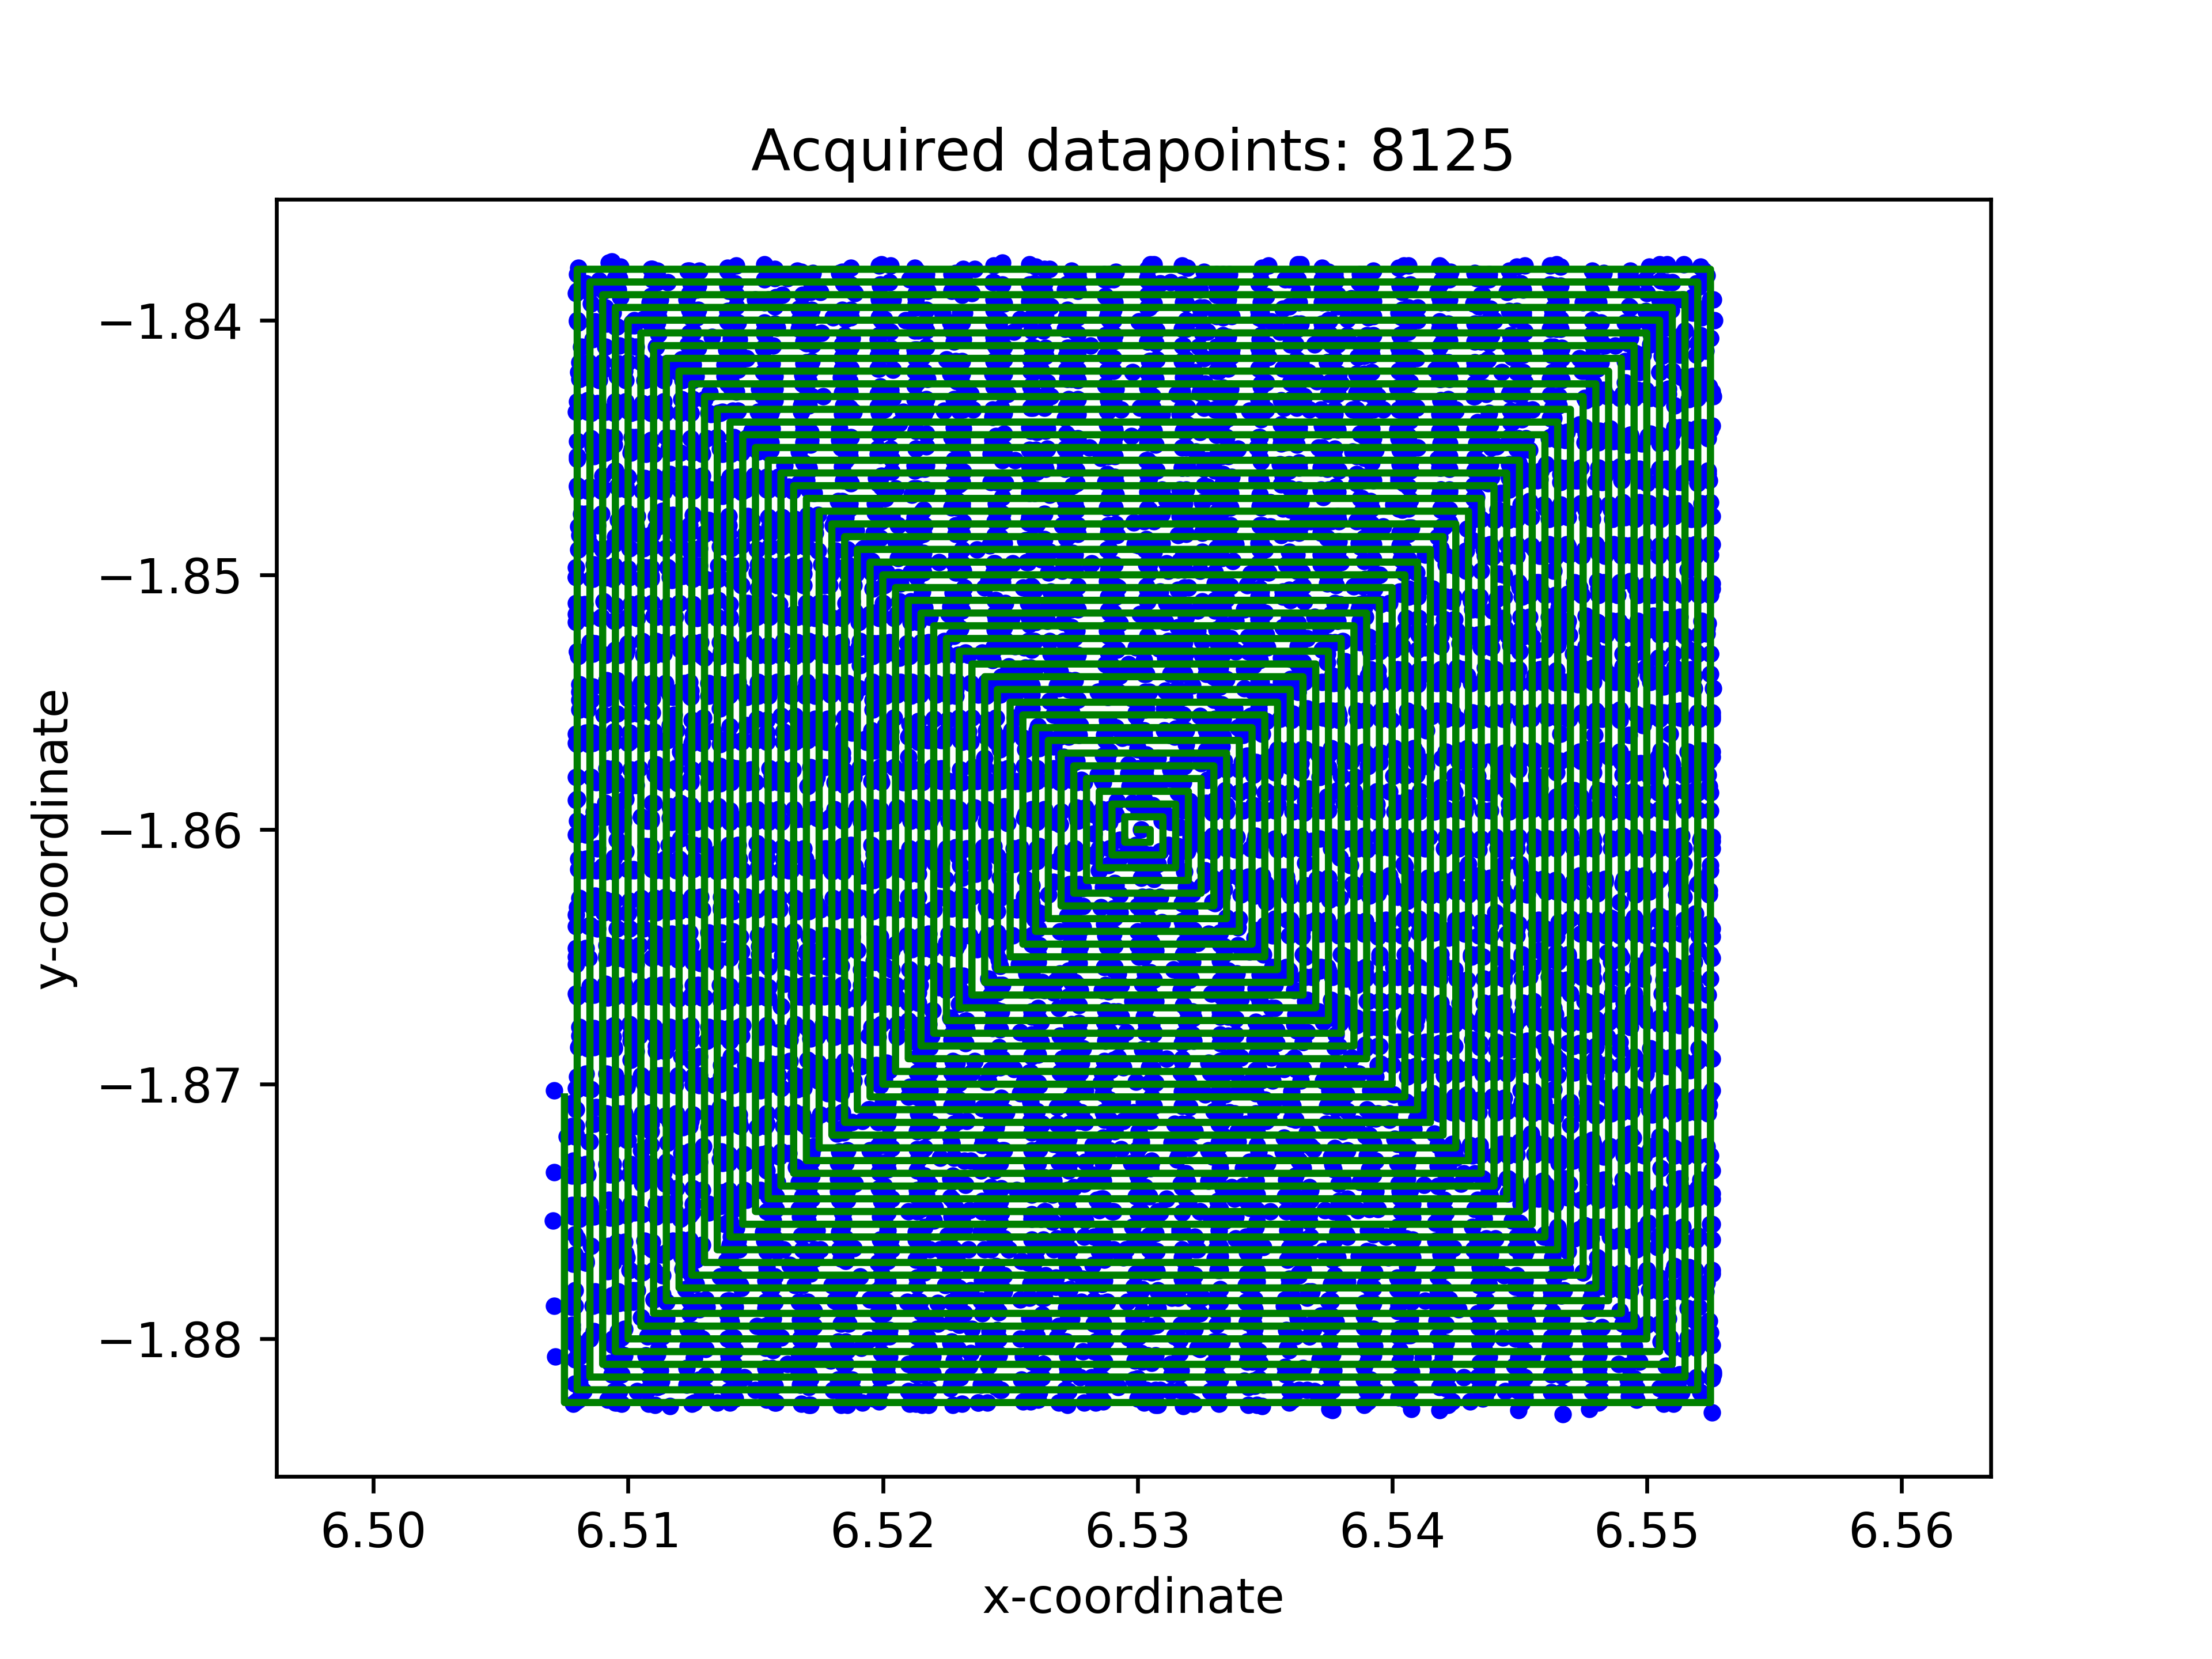 Acquired datapoints: 8125
y-coordinate
−1.84
−1.85
−1.86
−1.87
−1.88
6.50 6.51 6.52 6.53 6.54 6.55 6.56
x-coordinate